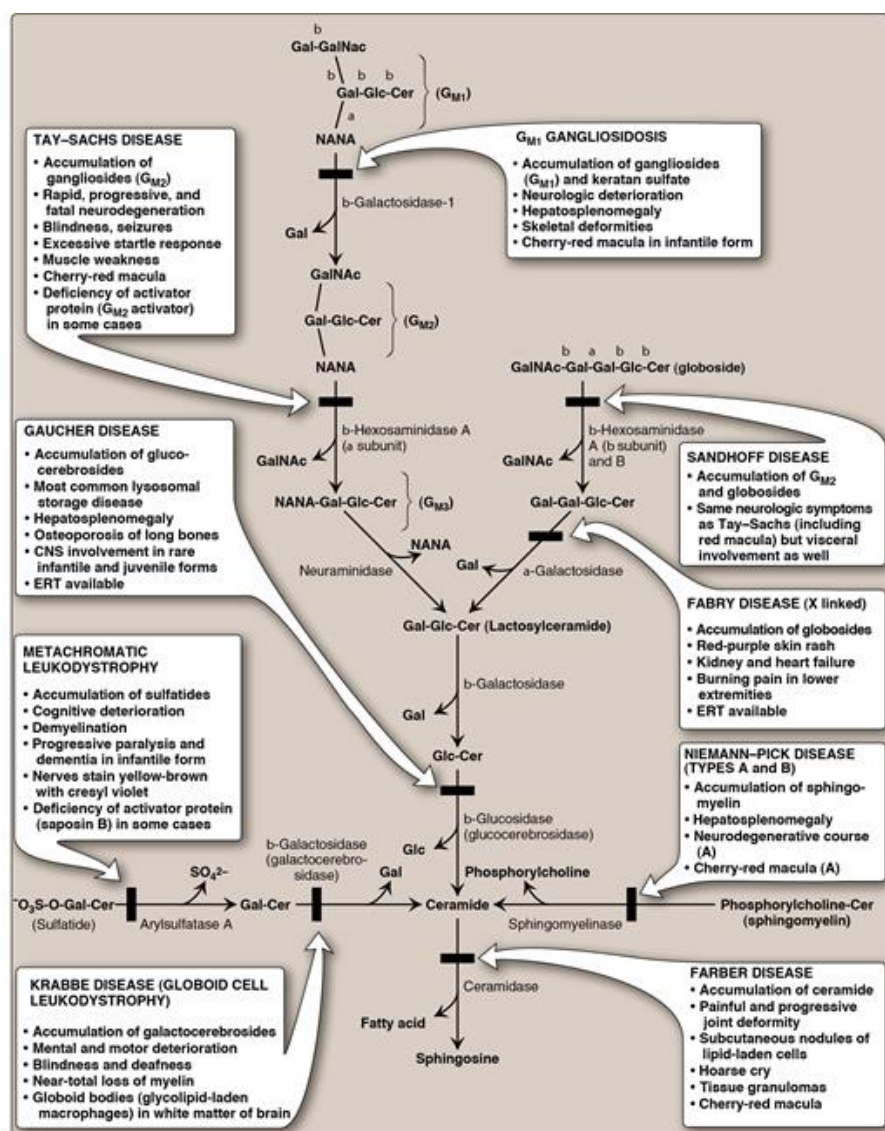 b
Gal-GalNac
b b b
Gal-Glc-Cer
(GM1)
a
NANA
TAY–SACHS DISEASE
• Accumulation of
gangliosides (GM2)
• Rapid, progressive, and
fatal neurodegeneration
• Blindness, seizures
• Excessive startle response
• Muscle weakness
• Cherry-red macula
• Deficiency of activator
protein (GM2 activator)
in some cases
GM1 GANGLIOSIDOSIS
• Accumulation of gangliosides
(GM1) and keratan sulfate
• Neurologic deterioration
• Hepatosplenomegaly
• Skeletal deformities
• Cherry-red macula in infantile form
b-Galactosidase-1
Gal
GalNAc
Gal-Glc-Cer
(GM2)
NANA
b a b b
GalNAc-Gal-Gal-Glc-Cer (globoside)
b-Hexosaminidase A
(a subunit)
GalNAc
b-Hexosaminidase
A (b subunit)
and B
GalNAc
GAUCHER DISEASE
• Accumulation of gluco-
cerebrosides
• Most common lysosomal
storage disease
• Hepatosplenomegaly
• Osteoporosis of long bones
• CNS involvement in rare
infantile and juvenile forms
• ERT available
SANDHOFF DISEASE
• Accumulation of GM2
and globosides
• Same neurologic symptoms
as Tay–Sachs (including
red macula) but visceral
involvement as well
NANA-Gal-Glc-Cer
(GM3)
Gal-Gal-Glc-Cer
NANA
Neuraminidase
Gal
a-Galactosidase
FABRY DISEASE (X linked)
• Accumulation of globosides
• Red-purple skin rash
• Kidney and heart failure
• Burning pain in lower
extremities
• ERT available
Gal-Glc-Cer (Lactosylceramide)
METACHROMATIC
LEUKODYSTROPHY
• Accumulation of sulfatides
• Cognitive deterioration
• Demyelination
• Progressive paralysis and
dementia in infantile form
• Nerves stain yellow-brown
with cresyl violet
• Deficiency of activator protein
(saposin B) in some cases
b-Galactosidase
Gal
Glc-Cer
NIEMANN–PICK DISEASE
(TYPES A and B)
• Accumulation of sphingo-
myelin
• Hepatosplenomegaly
• Neurodegenerative course
(A)
• Cherry-red macula (A)
b-Glucosidase
(glucocerebrosidase)
Glc
b-Galactosidase
(galactocerebro-
sidase)
SO42–
Gal
Phosphorylcholine
–O3S-O-Gal-Cer
(Sulfatide)
Arylsulfatase A
Gal-Cer
Ceramide
Sphingomyelinase
Phosphorylcholine-Cer
(sphingomyelin)
KRABBE DISEASE (GLOBOID CELL
LEUKODYSTROPHY)
• Accumulation of galactocerebrosides
• Mental and motor deterioration
• Blindness and deafness
• Near-total loss of myelin
• Globoid bodies (glycolipid-laden
macrophages) in white matter of brain
Ceramidase
Fatty acid
Sphingosine
FARBER DISEASE
• Accumulation of ceramide
• Painful and progressive
joint deformity
• Subcutaneous nodules of
lipid-laden cells
• Hoarse cry
• Tissue granulomas
• Cherry-red macula